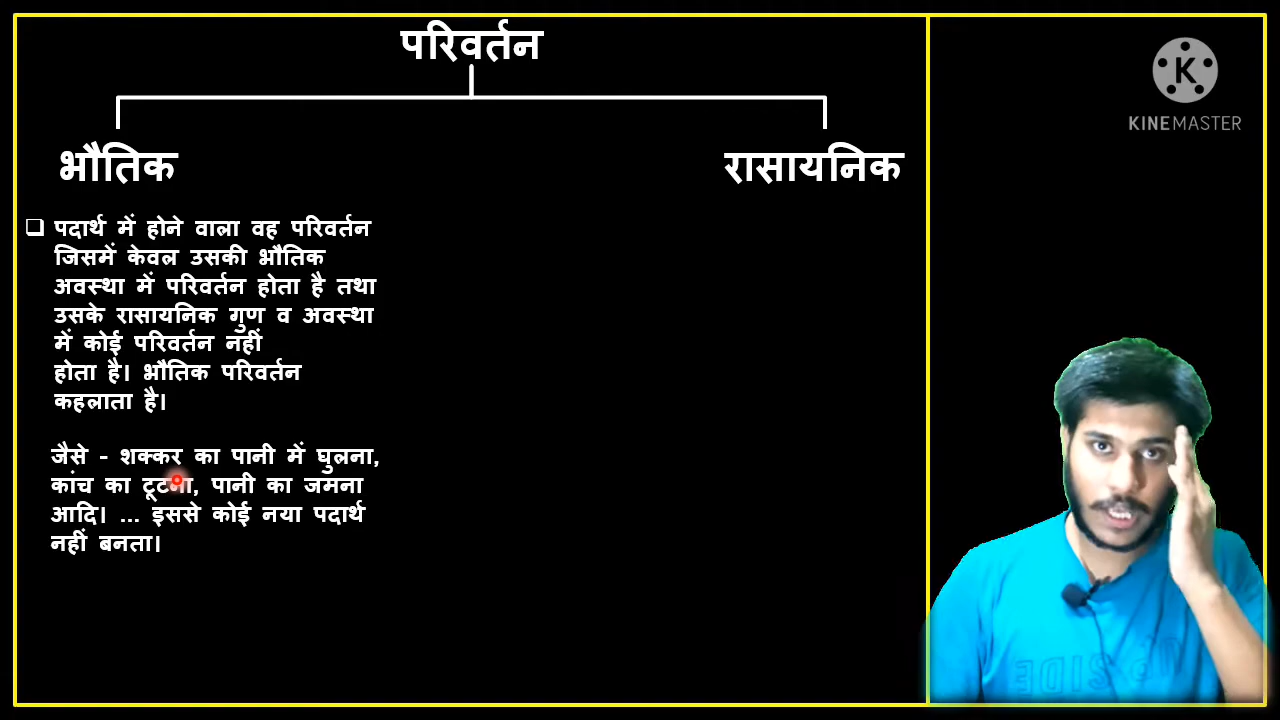 परिवर्तन
KINEMASTER
भौतिक
रासायनिक
पदार्थ में होने वाला वह परिवर्तन
जिसमें केवल उसकी भौतिक
अवस्था में परिवर्तन होता है तथा
उसके रासायनिक गुण व अवस्था
में कोई परिवर्तन नहीं
होता है। भौतिक परिवर्तन
कहलाता है।
जैसे - शक्कर का पानी में घुलना,
कांच का टूटना, पानी का जमना
आदि। ... इससे कोई नया पदार्थ
नहीं बनता।